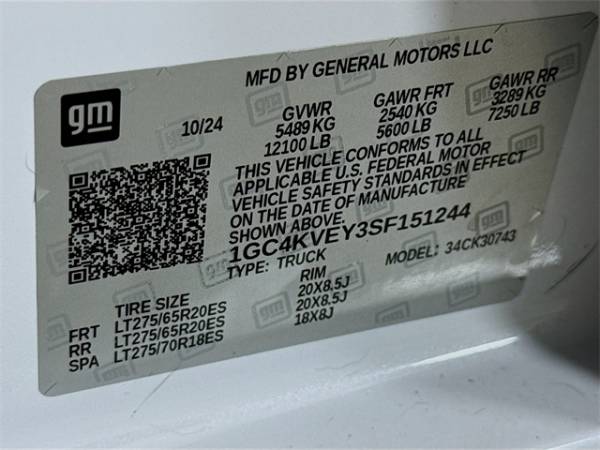 MFD BY GENERAL MOTORS LLC
gm
10/24
GVWR
5489 KG
12100 LB
GAWR FRT
2540 KG
5600 LB
GAWR RR
3289 KG
7250 LB
THIS VEHICLE CONFORMS TO ALL
APPLICABLE U.S. FEDERAL MOTOR
VEHICLE SAFETY STANDARDS IN EFFECT
ON THE DATE OF MANUFACTURE
SHOWN ABOVE.
1GC4KVEY3SF151244
TYPE: TRUCK MODEL: 34CK30743
TIRE SIZE RIM
FRT LT275/65R20ES 20X8.5J
RR LT275/65R20ES 20X8.5J
SPA LT275/70R18ES 18X8J